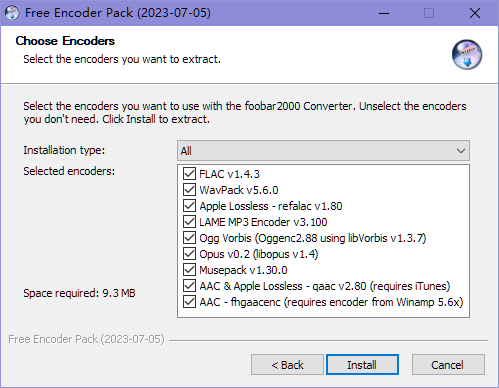 Free Encoder Pack (2023-07-05)
Choose Encoders
Select the encoders you want to extract.
Select the encoders you want to use with the foobar2000 Converter. Unselect the encoders
you don't need. Click Install to extract.
Installation type:
All
Selected encoders:
FLAC v1.4.3
WavPack v5.6.0
Apple Lossless - refalac v1.80
LAME MP3 Encoder v3.100
Ogg Vorbis (Oggenc2.88 using libVorbis v1.3.7)
Opus v0.2 (libopus v1.4)
Musepack v1.30.0
AAC & Apple Lossless - qaac v2.80 (requires iTunes)
AAC - fhgaacenc (requires encoder from Winamp 5.6x)
Space required: 9.3 MB
Free Encoder Pack (2023-07-05)
< Back
Install
Cancel